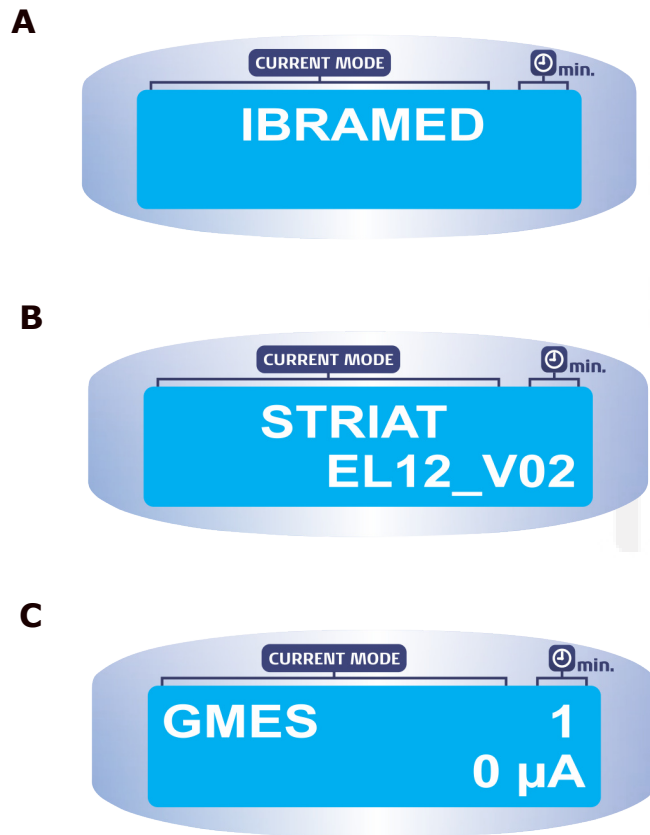 A
CURRENT MODE min.
IBRAMED
B
CURRENT MODE min.
STRIAT
EL12_V02
C
CURRENT MODE min.
GMES 1
0 µA